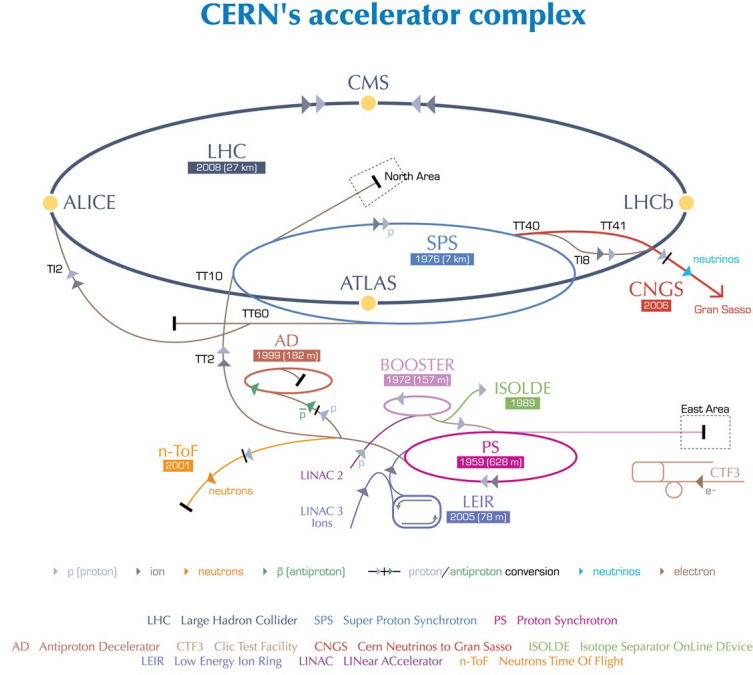 CERN's accelerator complex
CMS
LHC
2008 (27 km)
North Area
ALICE
LHCb
TT40
TT41
p
SPS
1976 (7 km)
TI8
neutrinos
TI2
TT10
ATLAS
CNGS
2006
Gran Sasso
TT60
TT2
AD
1999 (182 m)
BOOSTER
1972 (157 m)
ISOLDE
1989
p̅
p
East Area
n-ToF
2001
neutrons
LINAC 2
p
PS
1959 (628 m)
CTF3
e-
LINAC 3
Ions
LEIR
2005 (78 m)
p (proton)
ion
neutrons
p̅ (antiproton)
proton/antiproton conversion
neutrinos
electron
LHC Large Hadron Collider SPS Super Proton Synchrotron PS Proton Synchrotron
AD Antiproton Decelerator CTF3 Clic Test Facility CNGS Cern Neutrinos to Gran Sasso ISOLDE Isotope Separator OnLine DEvice
LEIR Low Energy Ion Ring LINAC LINear ACcelerator n-ToF Neutrons Time Of Flight